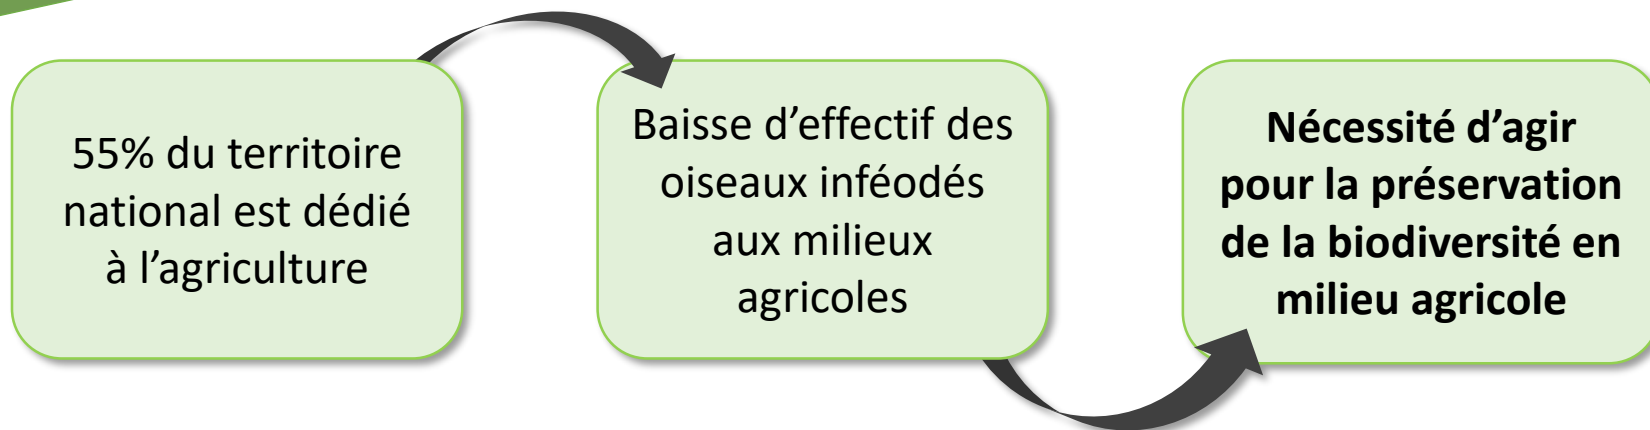 55% du territoire
national est dédié
à l’agriculture
Baisse d’effectif des
oiseaux inféodés
aux milieux
agricoles
Nécessité d’agir
pour la préservation
de la biodiversité en
milieu agricole